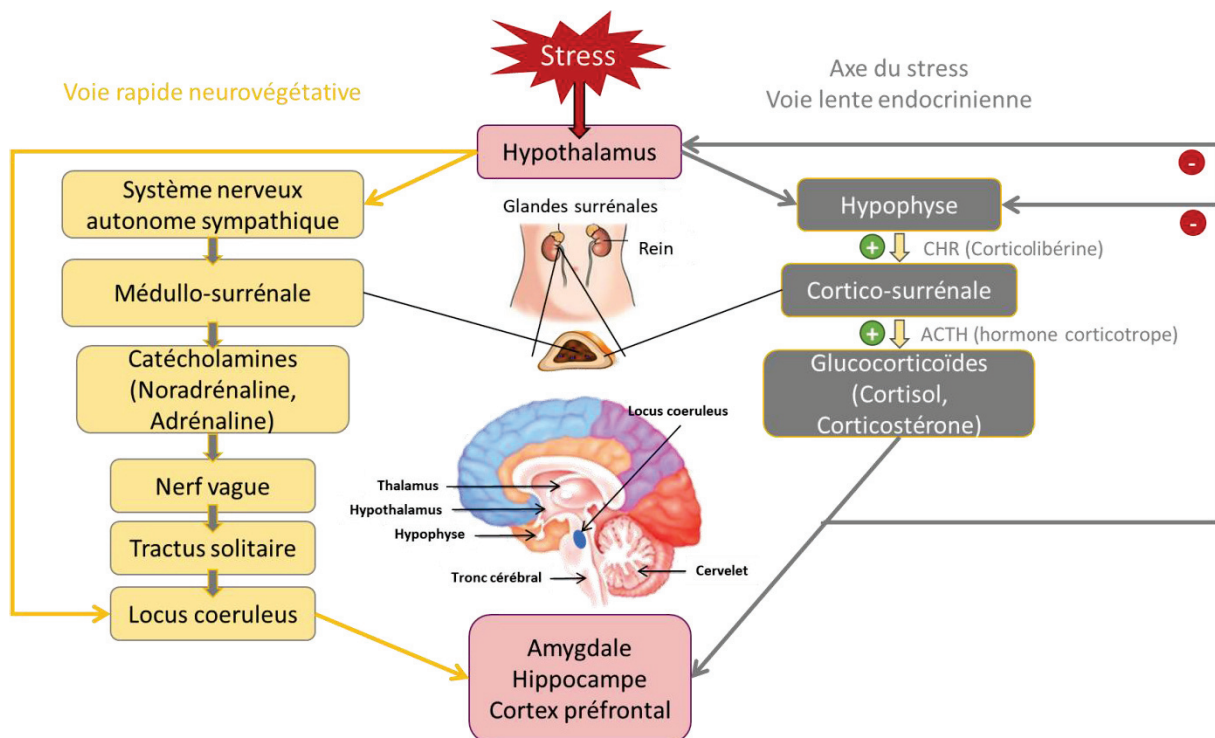 Stress
Voie rapide neurovégétative
Axe du stress
Voie lente endocrinienne
Hypothalamus
-
-
Système nerveux
autonome sympathique
Médullo-surrénale
Catécholamines
(Noradrénaline,
Adrénaline)
Nerf vague
Tractus solitaire
Locus coeruleus
Glandes surrénales
Rein
Hypophyse
+
CHR (Corticolibérine)
Cortico-surrénale
+
ACTH (hormone corticotrope)
Glucocorticoïdes
(Cortisol,
Corticostérone)
Locus coeruleus
Thalamus
Hypothalamus
Hypophyse
Tronc cérébral
Cervelet
Amygdale
Hippocampe
Cortex préfrontal